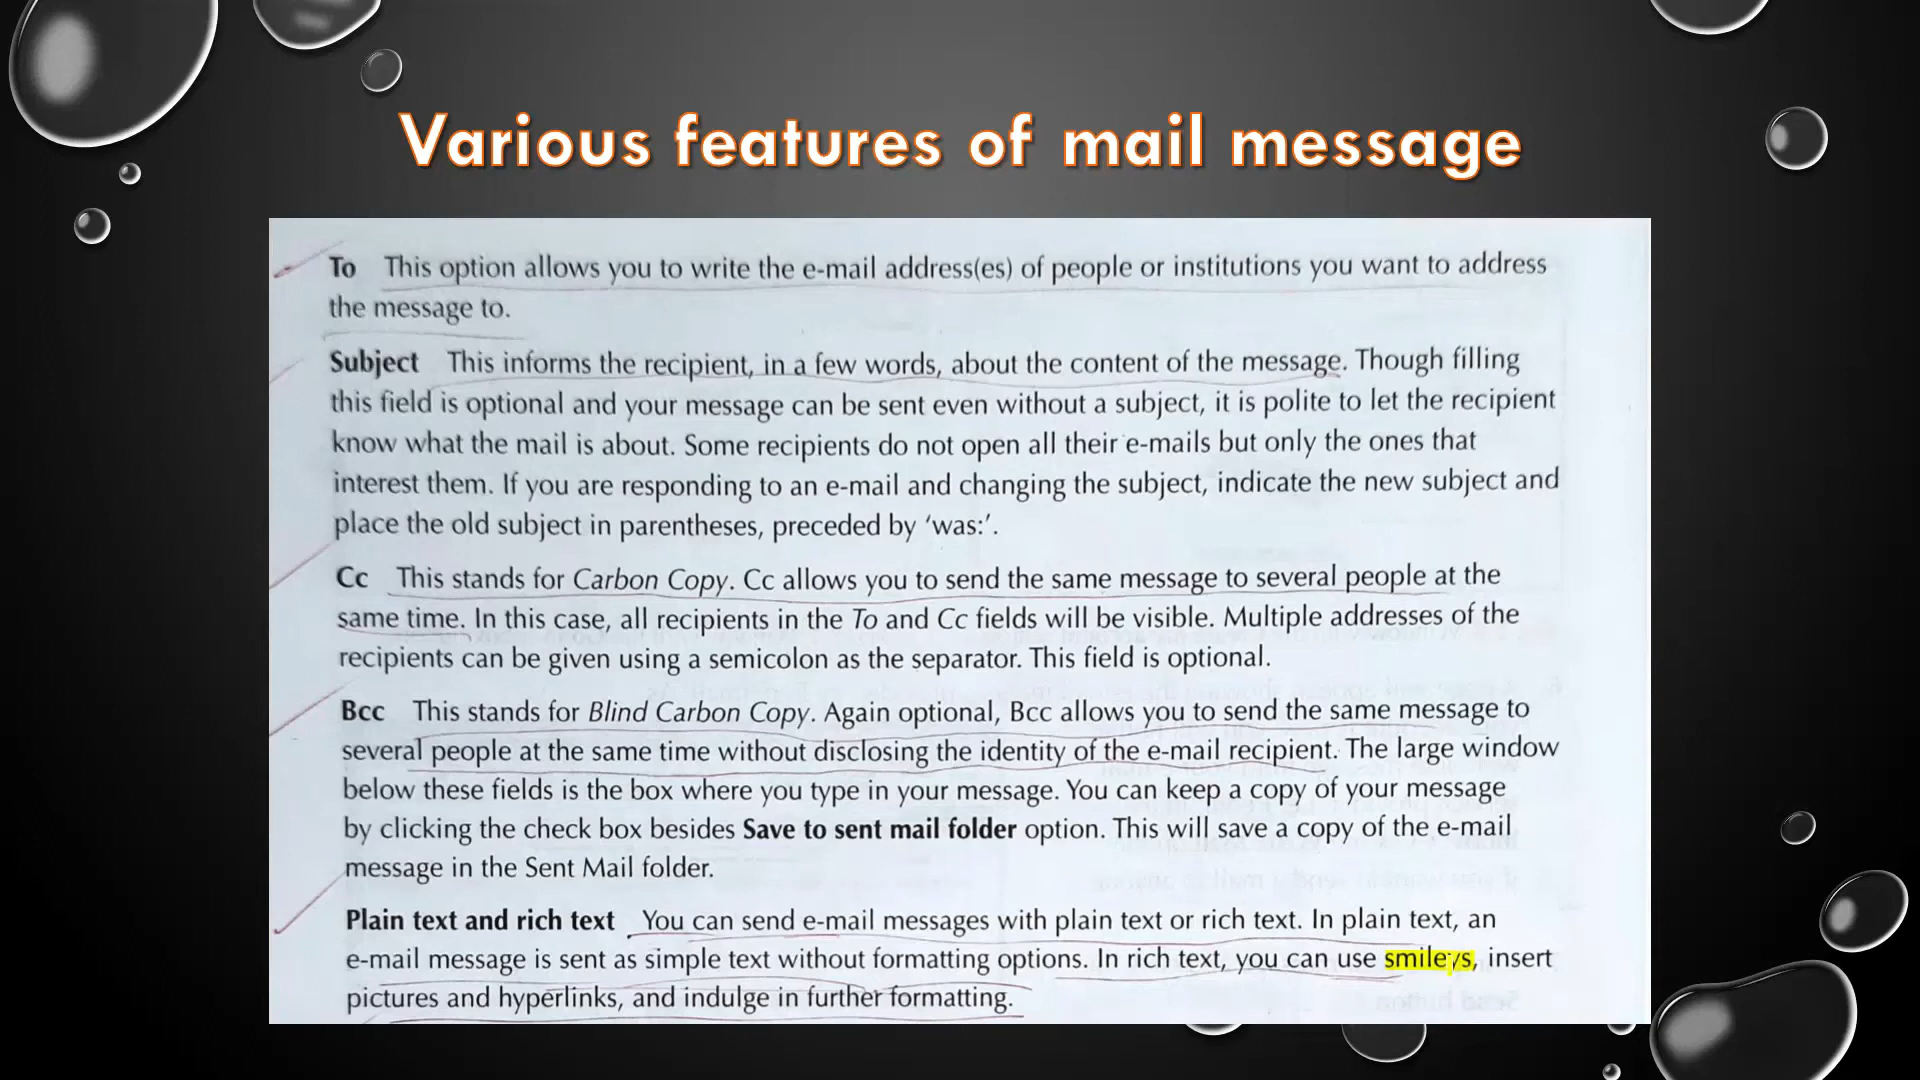 Various features of mail message
To This option allows you to write the e-mail address(es) of people or institutions you want to address
the message to.
Subject This informs the recipient, in a few words, about the content of the message. Though filling
this field is optional and your message can be sent even without a subject, it is polite to let the recipient
know what the mail is about. Some recipients do not open all their e-mails but only the ones that
interest them. If you are responding to an e-mail and changing the subject, indicate the new subject and
place the old subject in parentheses, preceded by ‘was:’.
Cc This stands for Carbon Copy. Cc allows you to send the same message to several people at the
same time. In this case, all recipients in the To and Cc fields will be visible. Multiple addresses of the
recipients can be given using a semicolon as the separator. This field is optional.
Bcc This stands for Blind Carbon Copy. Again optional, Bcc allows you to send the same message to
several people at the same time without disclosing the identity of the e-mail recipient. The large window
below these fields is the box where you type in your message. You can keep a copy of your message
by clicking the check box besides Save to sent mail folder option. This will save a copy of the e-mail
message in the Sent Mail folder.
Plain text and rich text You can send e-mail messages with plain text or rich text. In plain text, an
e-mail message is sent as simple text without formatting options. In rich text, you can use smileys, insert
pictures and hyperlinks, and indulge in further formatting.